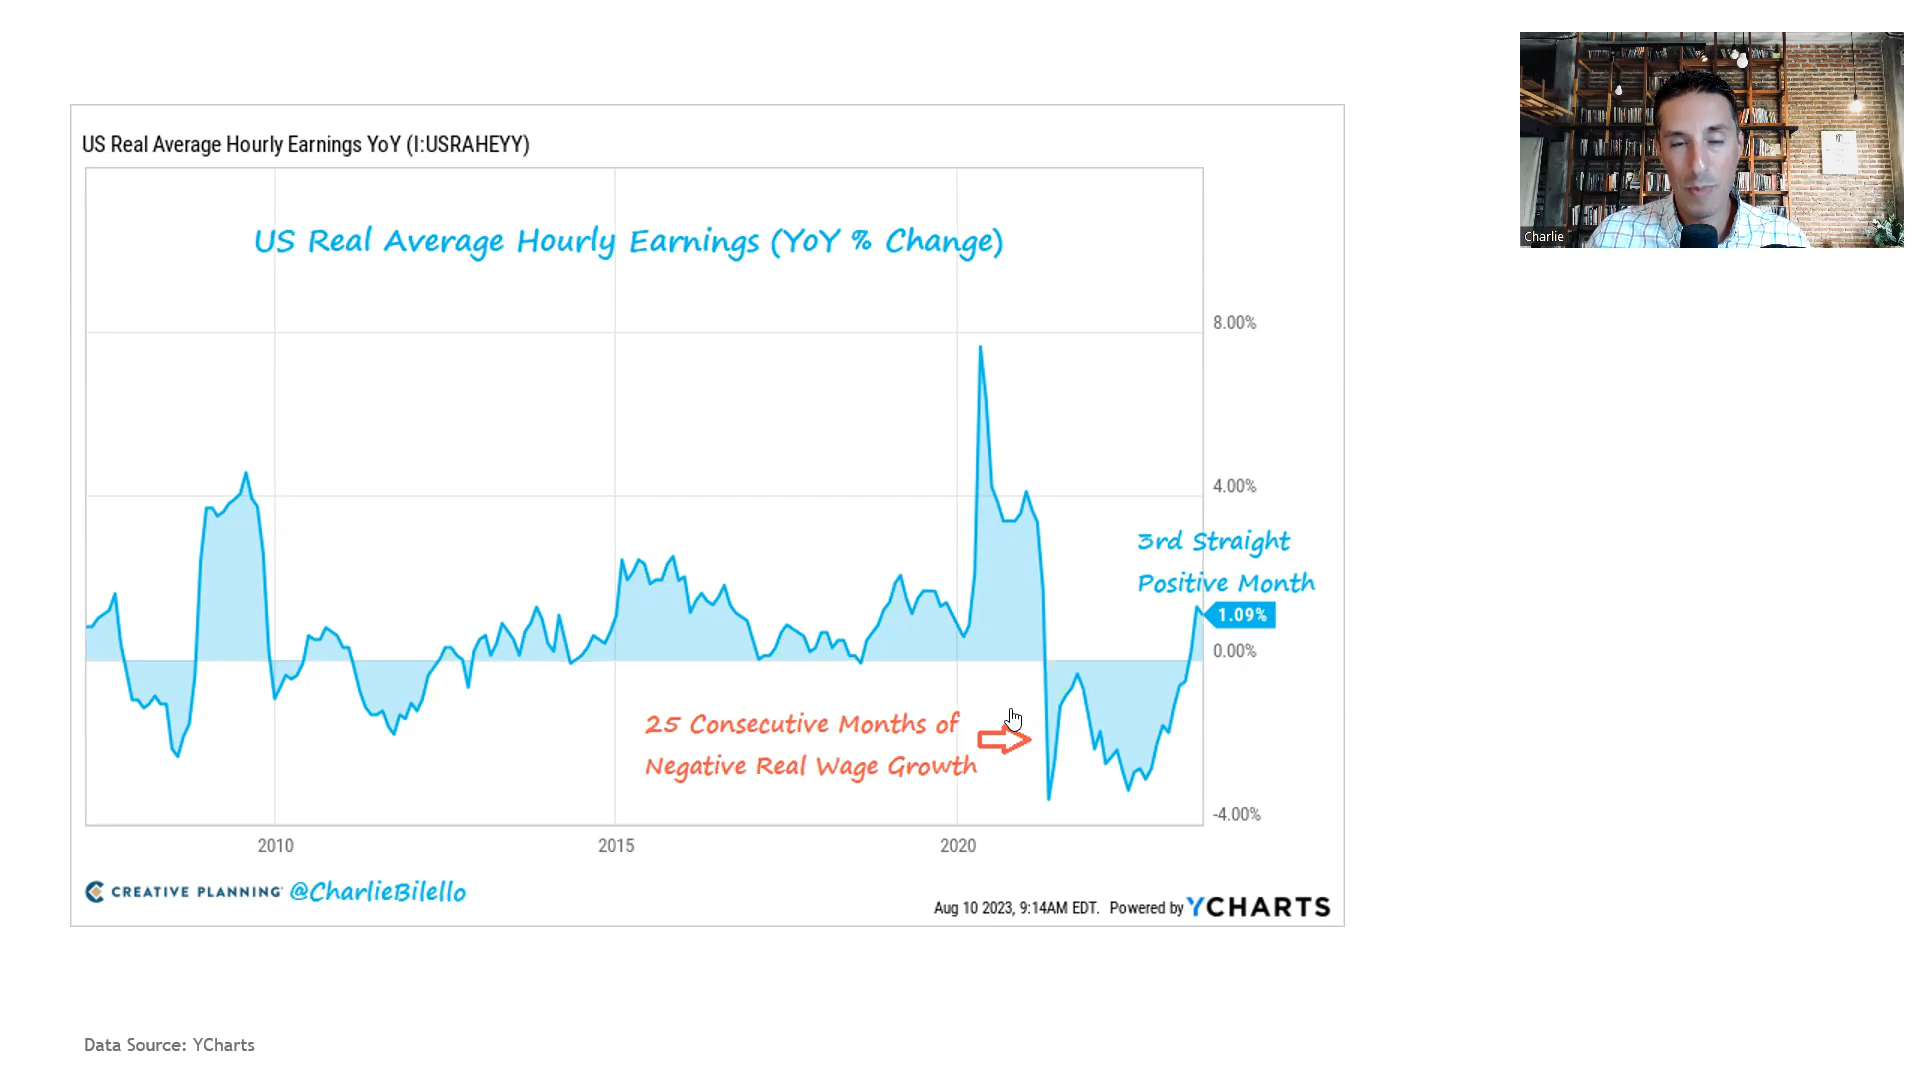 Charlie
US Real Average Hourly Earnings YoY (I:USRAHEYY)
US Real Average Hourly Earnings (YoY % Change)
8.00%
4.00%
3rd Straight
Positive Month
1.09%
0.00%
25 Consecutive Months of
Negative Real Wage Growth
-4.00%
2010 2015 2020
CREATIVE PLANNING @CharlieBilello
Aug 10 2023, 9:14AM EDT. Powered by YCHARTS
Data Source: YCharts